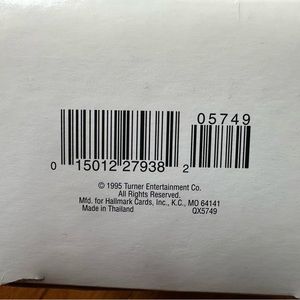 05749
0 15012 27938 2
© 1995 Turner Entertainment Co.
All Rights Reserved.
Mfd. for Hallmark Cards, Inc., K.C., MO 64141
Made in Thailand QX5749